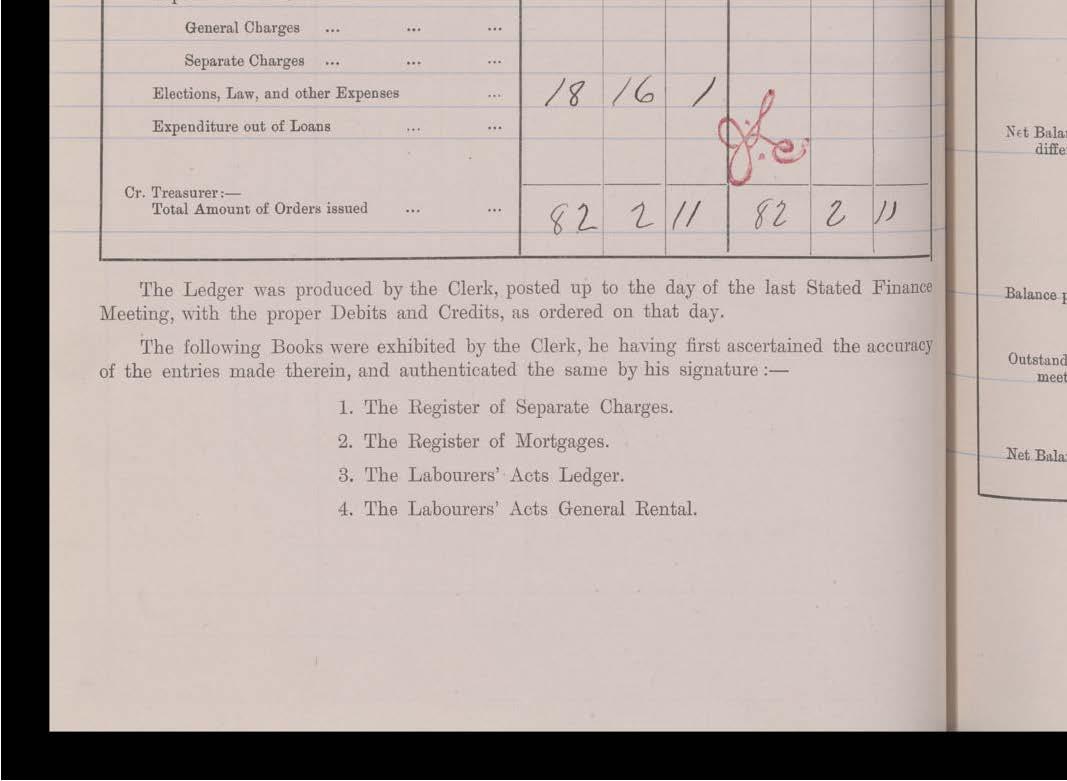 General Charges ... ... ...
Separate Charges ... ... ...
Elections, Law, and other Expenses ... 18 16 1
Expenditure out of Loans ... ...
Cr. Treasurer:—
Total Amount of Orders issued ... ... 82 2 11 82 2 11
The Ledger was produced by the Clerk, posted up to the day of the last Stated Finance
Meeting, with the proper Debits and Credits, as ordered on that day.
The following Books were exhibited by the Clerk, he having first ascertained the accuracy
of the entries made therein, and authenticated the same by his signature :—
1. The Register of Separate Charges.
2. The Register of Mortgages.
3. The Labourers' Acts Ledger.
4. The Labourers' Acts General Rental.
Net Bala
diffe
Balance p
Outstand
meet
Net Bala